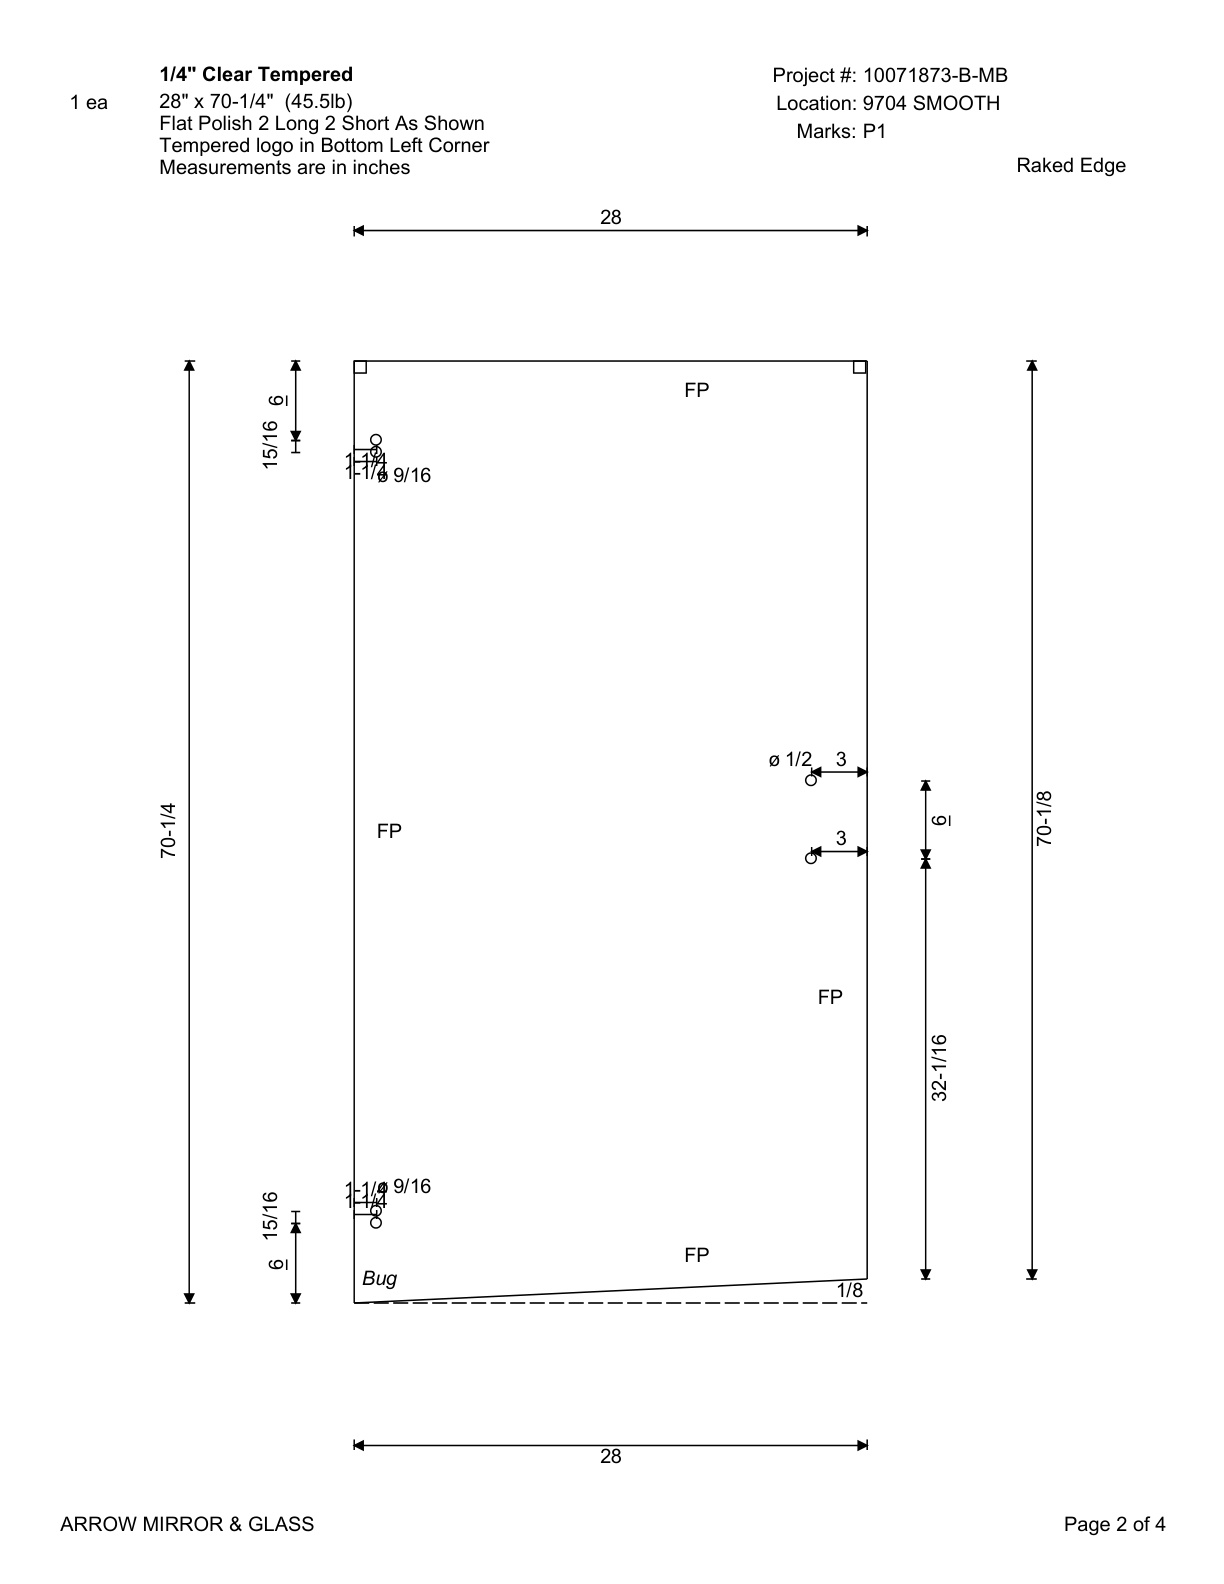 1/4" Clear Tempered
1 ea
28" x 70-1/4" (45.5lb)
Flat Polish 2 Long 2 Short As Shown
Tempered logo in Bottom Left Corner
Measurements are in inches
Project #: 10071873-B-MB
Location: 9704 SMOOTH
Marks: P1
Raked Edge
28
6
15/16
FP
1-1/4
1-1/4
ø 9/16
ø 1/2
3
70-1/4
FP
3
6
70-1/8
FP
32-1/16
15/16
6
1-1/4
1-1/4
ø 9/16
FP
Bug
1/8
28
ARROW MIRROR & GLASS
Page 2 of 4